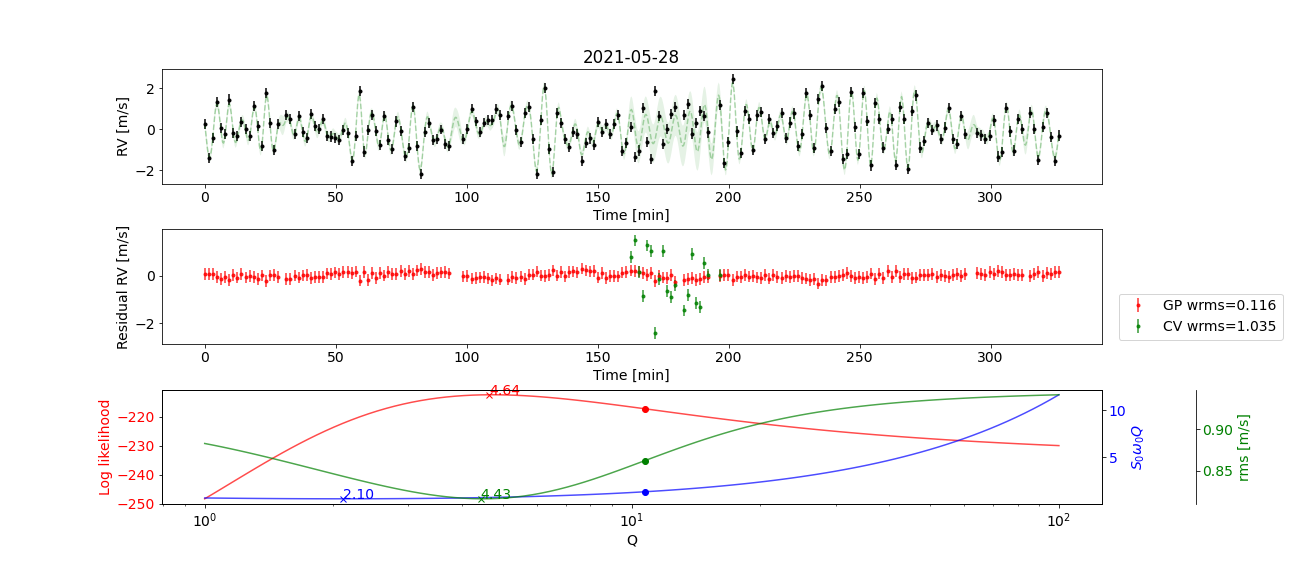 2021-05-28
RV [m/s]
2
0
−2
0 50 100 150 200 250 300
Time [min]
Residual RV [m/s]
0
−2
0 50 100 150 200 250 300
Time [min]
GP wrms=0.116
CV wrms=1.035
Log likelihood
−220
−230
−240
−250
4.64
2.10
4.43
10
5
S₀ω₀Q
0.90
0.85
rms [m/s]
10⁰ 10¹ 10²
Q